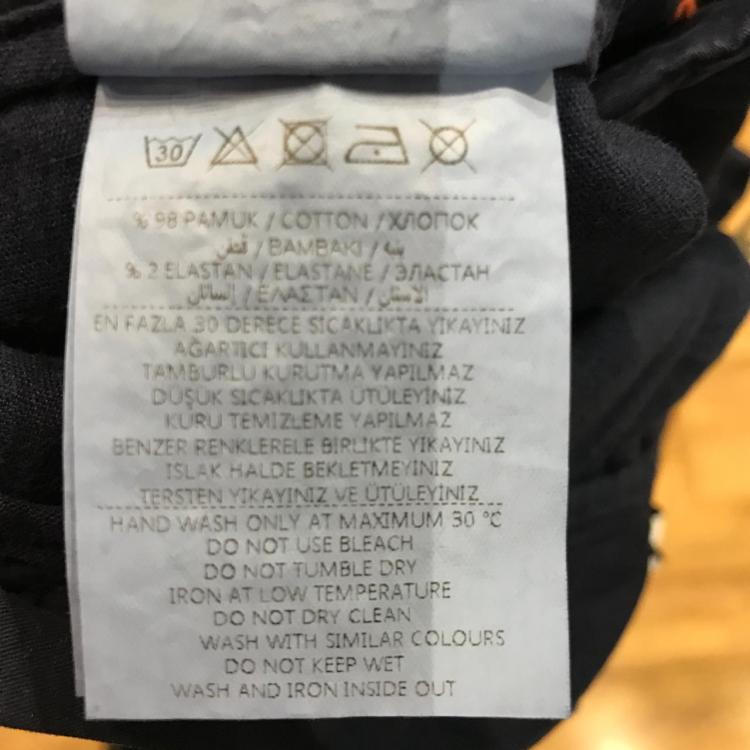 30
% 98 PAMUK / COTTON / ХЛОПОК
قطن / BAMBAKI / پنبه
% 2 ELASTAN / ELASTANE / ЭЛАСТАН
/ ΕΛΑΣΤΑΝ /
EN FAZLA 30 DERECE SICAKLIKTA YIKAYINIZ
AĞARTICI KULLANMAYINIZ
TAMBURLU KURUTMA YAPILMAZ
DÜŞÜK SICAKLIKTA ÜTÜLEYİNİZ
KURU TEMİZLEME YAPILMAZ
BENZER RENKLERELE BİRLİKTE YIKAYINIZ
ISLAK HALDE BEKLETMEYİNİZ
TERSTEN YIKAYINIZ VE ÜTÜLEYİNİZ
HAND WASH ONLY AT MAXIMUM 30 °C
DO NOT USE BLEACH
DO NOT TUMBLE DRY
IRON AT LOW TEMPERATURE
DO NOT DRY CLEAN
WASH WITH SIMILAR COLOURS
DO NOT KEEP WET
WASH AND IRON INSIDE OUT